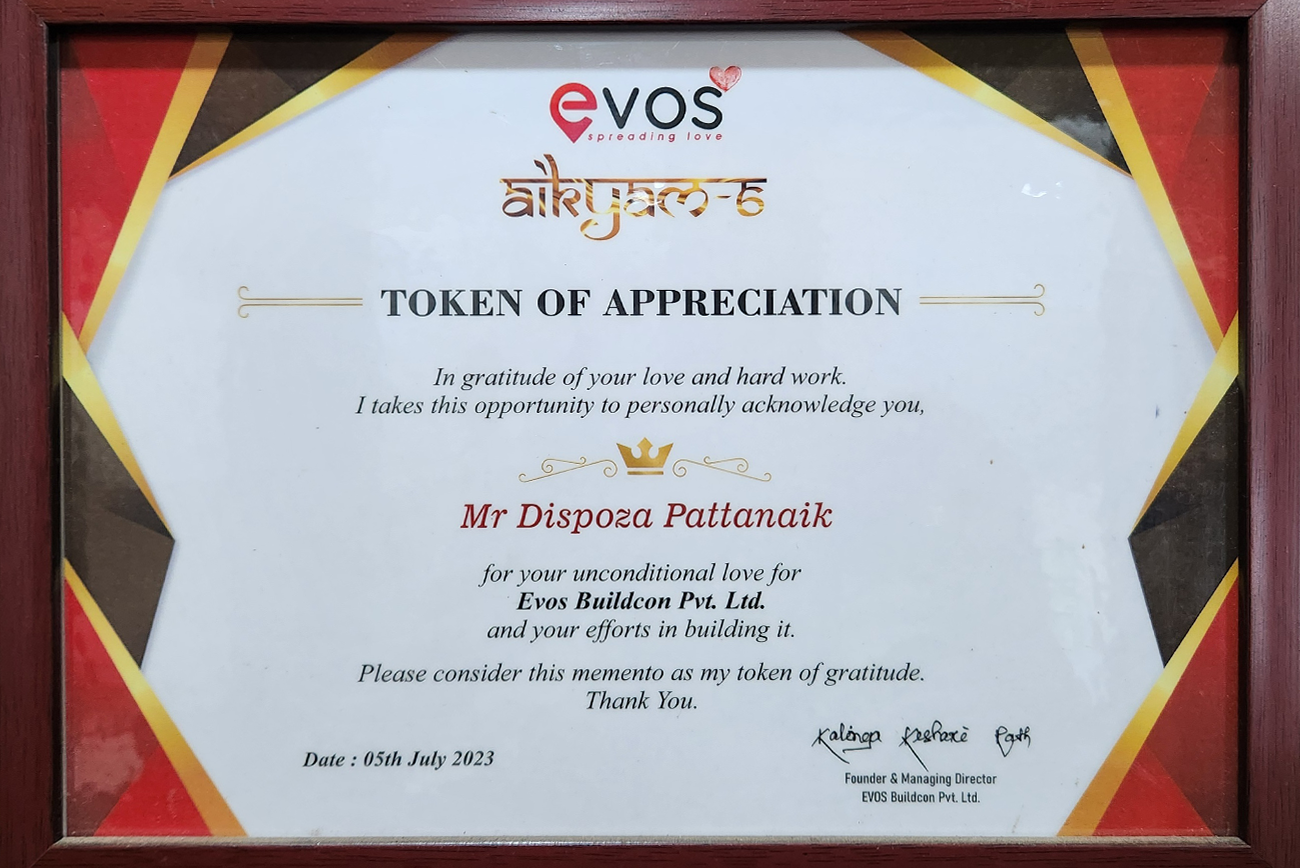 evos
spreading love
aikyam-6
TOKEN OF APPRECIATION
In gratitude of your love and hard work.
I takes this opportunity to personally acknowledge you,
Mr Dispoza Pattanaik
for your unconditional love for
Evos Buildcon Pvt. Ltd.
and your efforts in building it.
Please consider this memento as my token of gratitude.
Thank You.
Kalinga Keshari Rath
Date : 05th July 2023
Founder & Managing Director
EVOS Buildcon Pvt. Ltd.